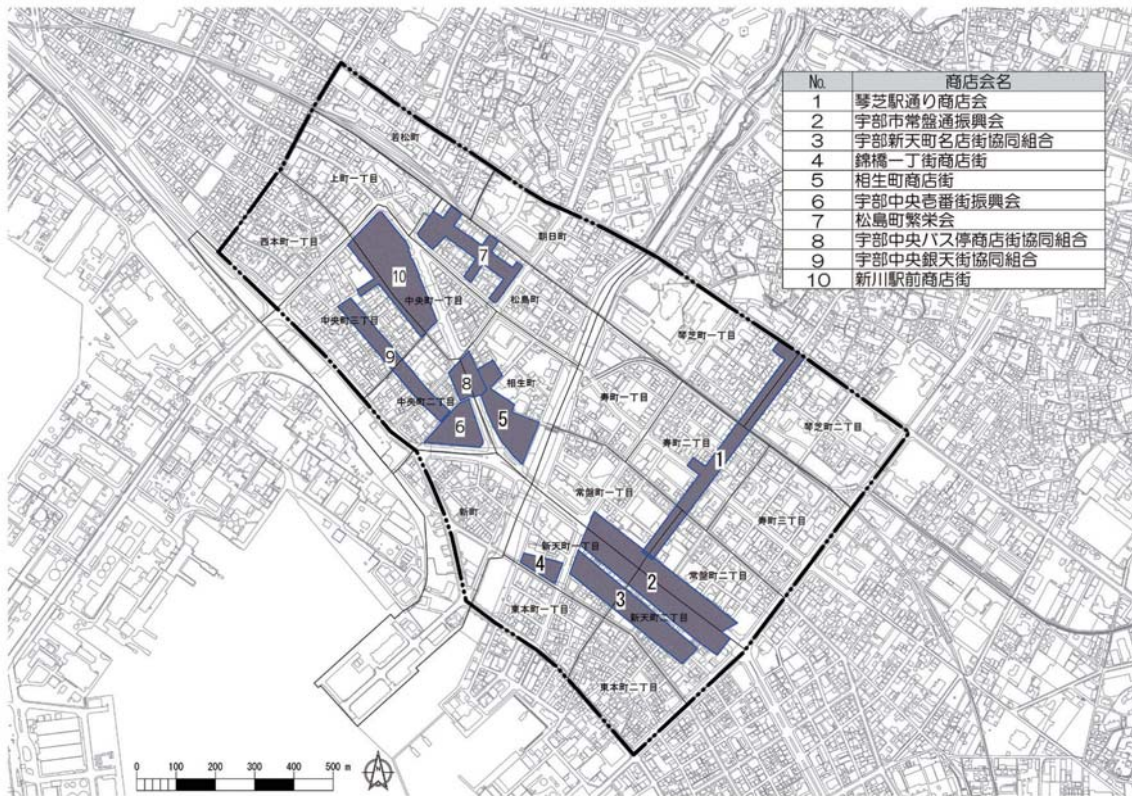 No. 商店会名
1 琴芝駅通り商店会
2 宇部市常盤通振興会
3 宇部新天町名店街協同組合
4 錦橋一丁街商店街
5 相生町商店街
6 宇部中央壱番街振興会
7 松島町繁栄会
8 宇部中央バス停商店街協同組合
9 宇部中央銀天街協同組合
10 新川駅前商店街
若松町
上町一丁目
朝日町
西本町一丁目
7
10
松島町
中央町一丁目
中央町三丁目
琴芝町一丁目
9
8
相生町
寿町一丁目
中央町二丁目
5
6
寿町二丁目
琴芝町二丁目
1
常盤町一丁目
新町
寿町三丁目
新天町一丁目
4
2
常盤町二丁目
3
東本町一丁目
新天町二丁目
東本町二丁目
0 100 200 300 400 500 m